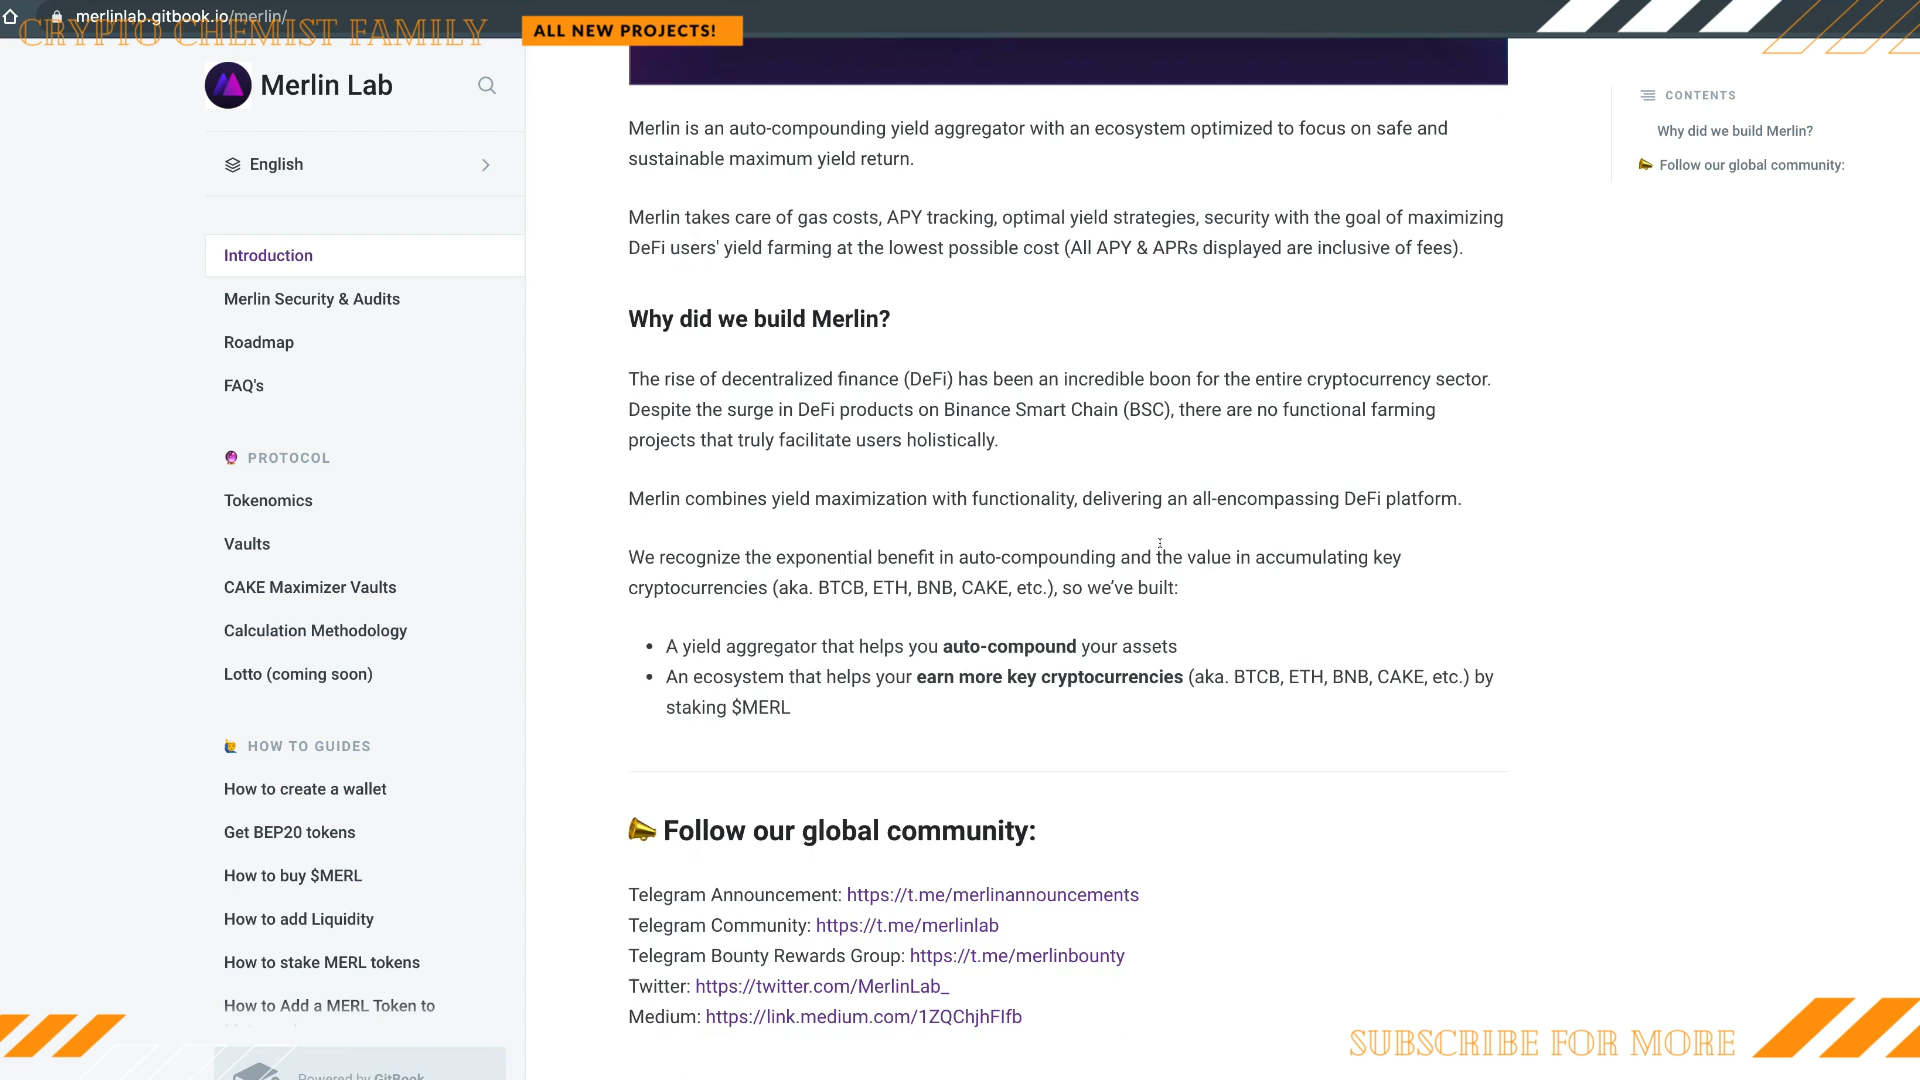 merlinlab.gitbook.io/merlin/
CRYPTO CHEMIST FAMILY
ALL NEW PROJECTS!
Merlin Lab
English
Introduction
Merlin Security & Audits
Roadmap
FAQ's
PROTOCOL
Tokenomics
Vaults
CAKE Maximizer Vaults
Calculation Methodology
Lotto (coming soon)
HOW TO GUIDES
How to create a wallet
Get BEP20 tokens
How to buy $MERL
How to add Liquidity
How to stake MERL tokens
How to Add a MERL Token to
Powered by GitBook
Merlin is an auto-compounding yield aggregator with an ecosystem optimized to focus on safe and
sustainable maximum yield return.
Merlin takes care of gas costs, APY tracking, optimal yield strategies, security with the goal of maximizing
DeFi users' yield farming at the lowest possible cost (All APY & APRs displayed are inclusive of fees).
Why did we build Merlin?
The rise of decentralized finance (DeFi) has been an incredible boon for the entire cryptocurrency sector.
Despite the surge in DeFi products on Binance Smart Chain (BSC), there are no functional farming
projects that truly facilitate users holistically.
Merlin combines yield maximization with functionality, delivering an all-encompassing DeFi platform.
We recognize the exponential benefit in auto-compounding and the value in accumulating key
cryptocurrencies (aka. BTCB, ETH, BNB, CAKE, etc.), so we've built:
• A yield aggregator that helps you auto-compound your assets
• An ecosystem that helps your earn more key cryptocurrencies (aka. BTCB, ETH, BNB, CAKE, etc.) by
staking $MERL
Follow our global community:
Telegram Announcement: https://t.me/merlinannouncements
Telegram Community: https://t.me/merlinlab
Telegram Bounty Rewards Group: https://t.me/merlinbounty
Twitter: https://twitter.com/MerlinLab_
Medium: https://link.medium.com/1ZQChjhFIfb
CONTENTS
Why did we build Merlin?
Follow our global community:
SUBSCRIBE FOR MORE